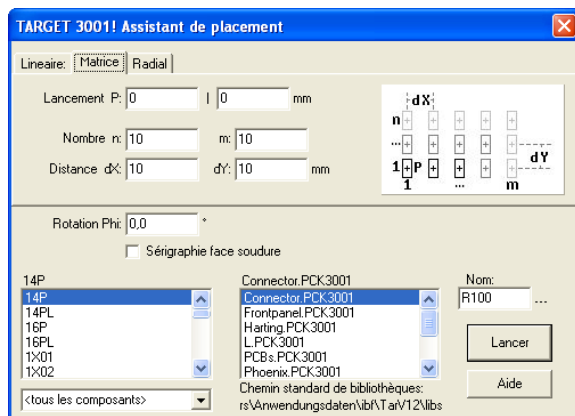 TARGET 3001! Assistant de placement
Lineaire: Matrice Radial
Lancement P: 0 | 0 mm
Nombre n: 10 m: 10
Distance dX: 10 dY: 10 mm
dX
n
...
dY
1 P
1 ... m
Rotation Phi: 0,0 °
Sérigraphie face soudure
14P
14P
14PL
16P
16PL
1X01
1X02
<tous les composants>
Connector.PCK3001
Connector.PCK3001
Frontpanel.PCK3001
Harting.PCK3001
L.PCK3001
PCBs.PCK3001
Phoenix.PCK3001
Chemin standard de bibliothèques:
rs\Anwendungsdaten\ibf\TarV12\libs
Nom:
R100 ...
Lancer
Aide